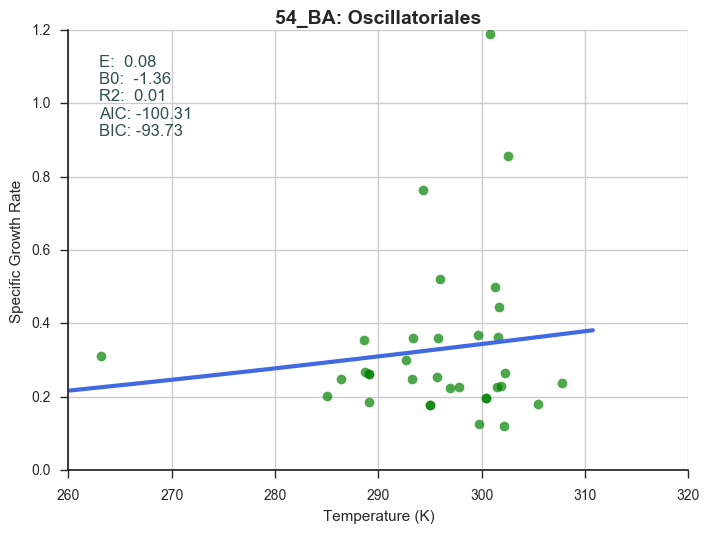 54_BA: Oscillatoriales
E:  0.08
B0:  -1.36
R2:  0.01
AIC: -100.31
BIC: -93.73
Specific Growth Rate
1.2
1.0
0.8
0.6
0.4
0.2
0.0
260 270 280 290 300 310 320
Temperature (K)